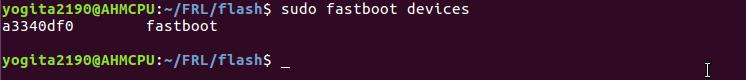 yogita2190@AHMCPU:~/FRL/flash$ sudo fastboot devices
a3340df0        fastboot
yogita2190@AHMCPU:~/FRL/flash$ _